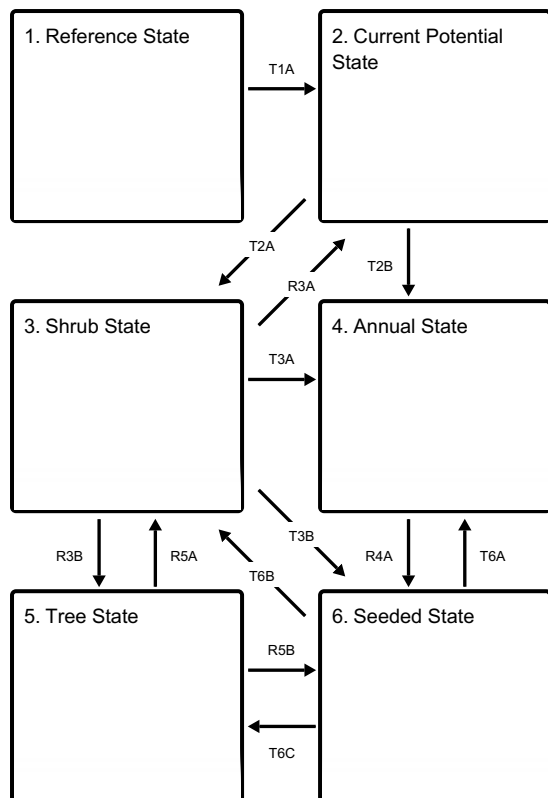 1. Reference State
2. Current Potential
State
T1A
T2A
R3A
T2B
3. Shrub State
4. Annual State
T3A
T3B
T6B
R3B
R5A
R4A
T6A
5. Tree State
6. Seeded State
R5B
T6C